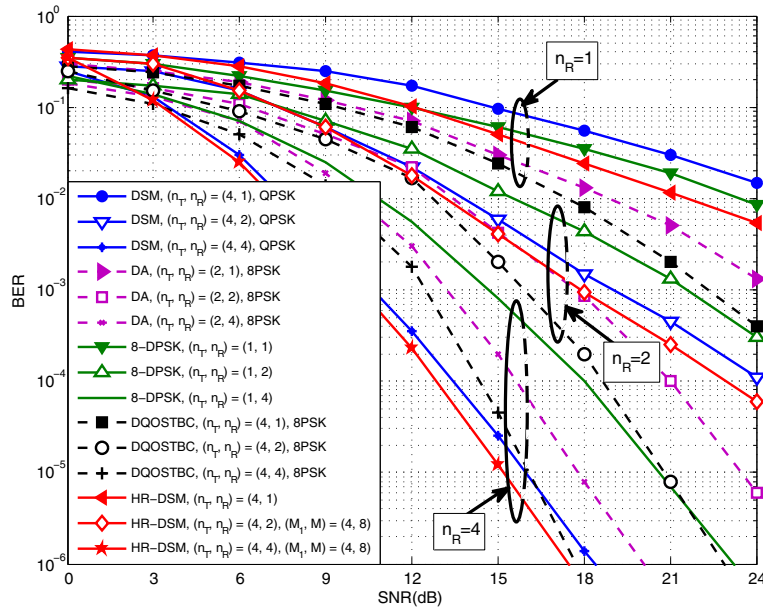 10^0
10^-1
10^-2
10^-3
10^-4
10^-5
10^-6
BER
0 3 6 9 12 15 18 21 24
SNR(dB)
n_R=1
n_R=2
n_R=4
DSM, (n_T, n_R) = (4, 1), QPSK
DSM, (n_T, n_R) = (4, 2), QPSK
DSM, (n_T, n_R) = (4, 4), QPSK
DA, (n_T, n_R) = (2, 1), 8PSK
DA, (n_T, n_R) = (2, 2), 8PSK
DA, (n_T, n_R) = (2, 4), 8PSK
8-DPSK, (n_T, n_R) = (1, 1)
8-DPSK, (n_T, n_R) = (1, 2)
8-DPSK, (n_T, n_R) = (1, 4)
DQOSTBC, (n_T, n_R) = (4, 1), 8PSK
DQOSTBC, (n_T, n_R) = (4, 2), 8PSK
DQOSTBC, (n_T, n_R) = (4, 4), 8PSK
HR-DSM, (n_T, n_R) = (4, 1)
HR-DSM, (n_T, n_R) = (4, 2), (M_1, M) = (4, 8)
HR-DSM, (n_T, n_R) = (4, 4), (M_1, M) = (4, 8)